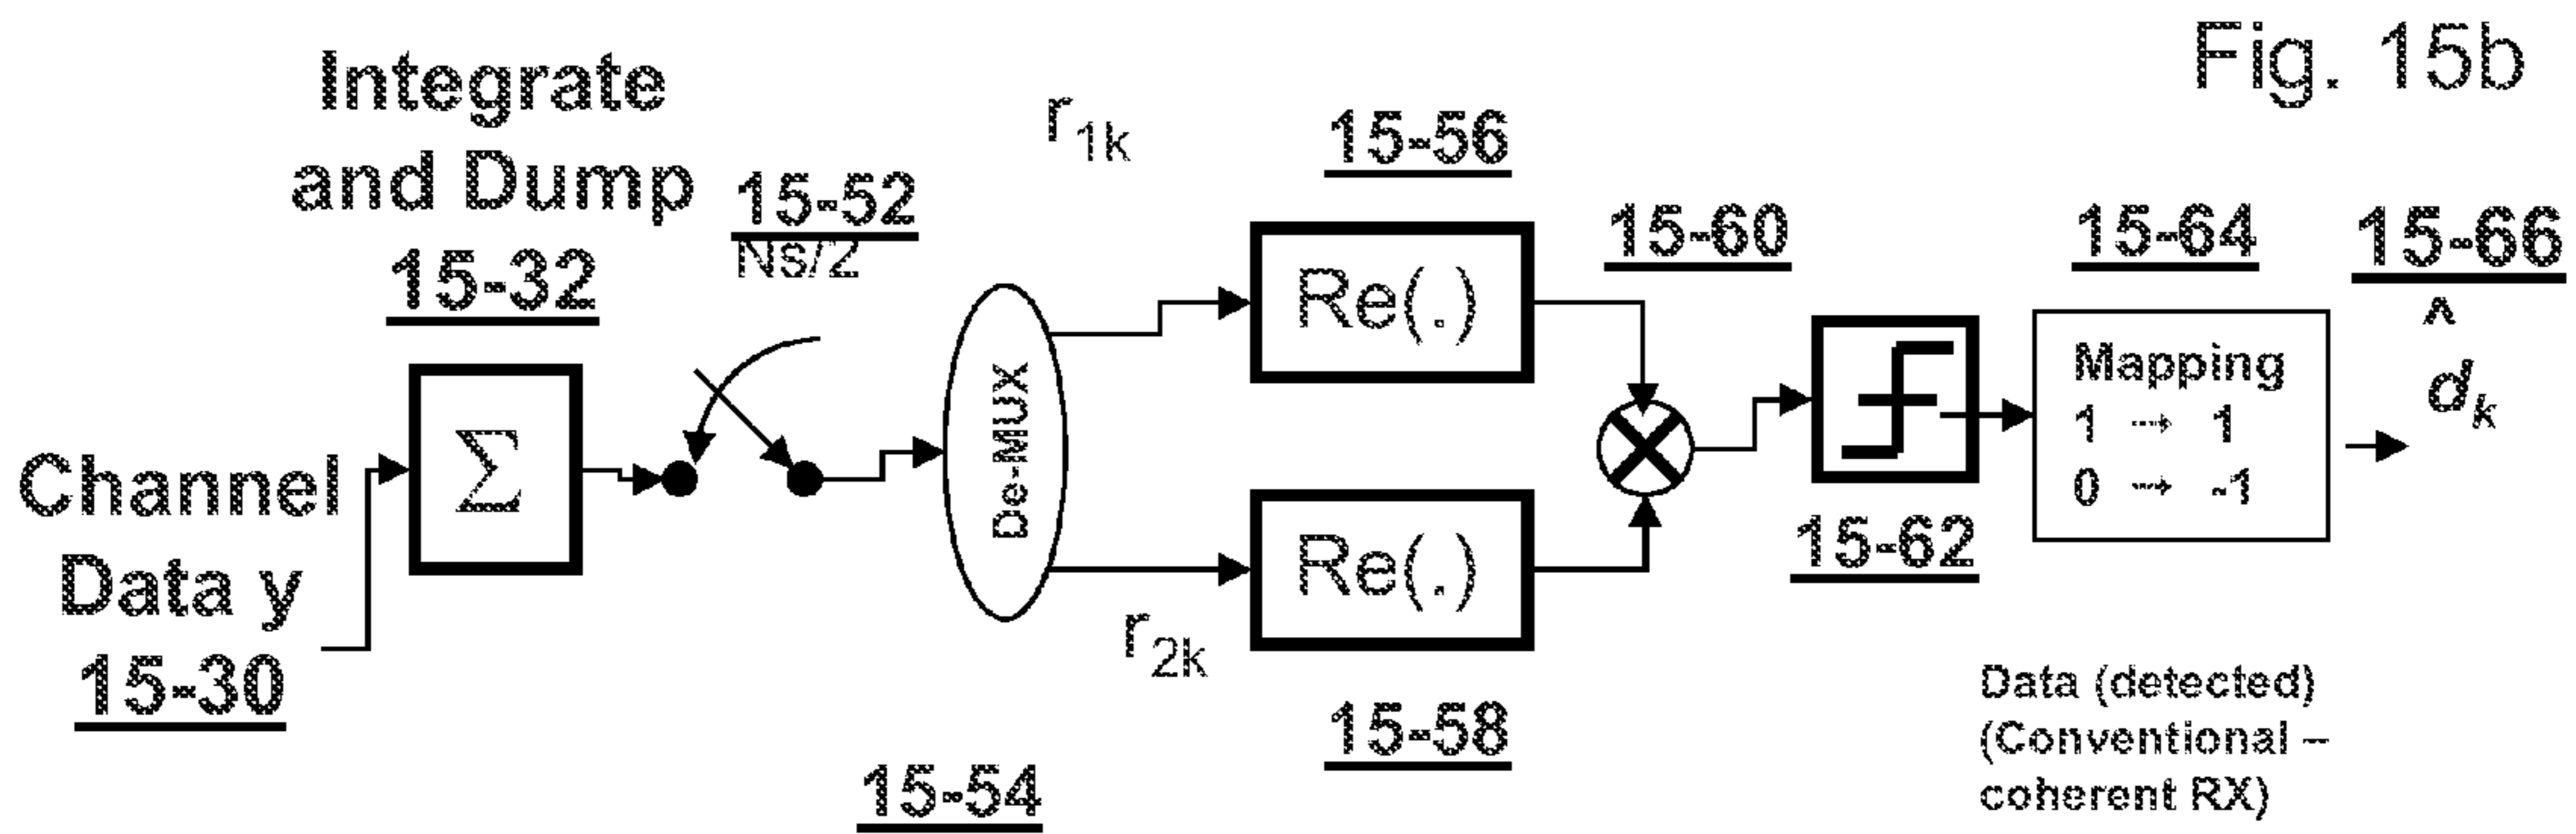 Fig. 15b
Integrate
and Dump
15-32
15-52
Ns/2
r1k
15-56
15-60
15-64
15-66
Re(.)
^
dk
Mapping
1 → 1
0 → -1
Σ
De-MUX
Channel
Data y
15-30
Re(.)
15-62
r2k
15-58
15-54
Data (detected)
(Conventional –
coherent RX)